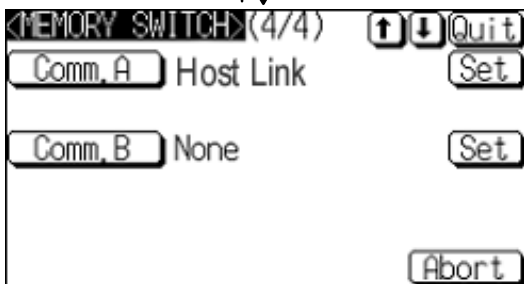 <MEMORY SWITCH>(4/4) ↑ ↓ Quit
Comm.A Host Link Set
Comm.B None Set
Abort